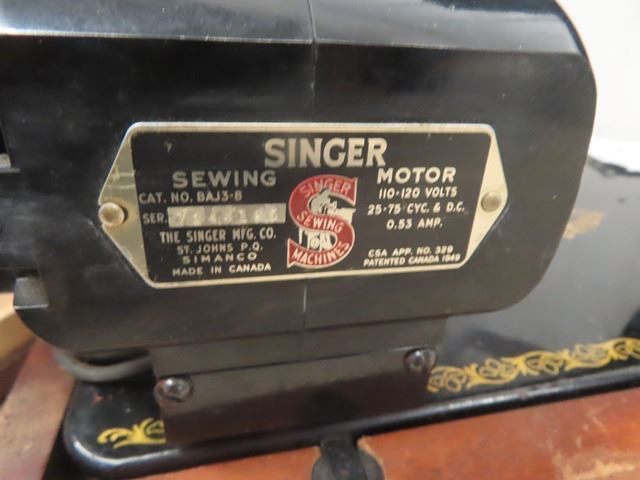 SINGER
SEWING MOTOR
CAT. NO. BAJ3-8
SER.
THE SINGER MFG. CO.
ST. JOHNS P.Q.
SIMANCO
MADE IN CANADA
SINGER
SEWING
MACHINES
110-120 VOLTS
25-75 CYC. & D.C.
0.53 AMP.
CSA APP. NO. 329
PATENTED CANADA 1949